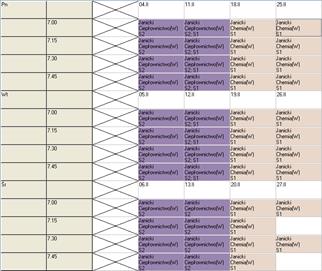 Pn 04.II 11.II 18.II 25.II
7.00 Janicki Janicki Janicki Janicki
Ciepłownictwo(W) Ciepłownictwo(W) Chemia(W) Chemia(W)
S2 S2; S1 S1 S1
7.15 Janicki Janicki Janicki Janicki
Ciepłownictwo(W) Ciepłownictwo(W) Chemia(W) Chemia(W)
S2 S2; S1 S1 S1
7.30 Janicki Janicki Janicki Janicki
Ciepłownictwo(W) Ciepłownictwo(W) Chemia(W) Chemia(W)
S2 S2; S1 S1 S1
7.45 Janicki Janicki Janicki Janicki
Ciepłownictwo(W) Ciepłownictwo(W) Chemia(W) Chemia(W)
S2 S2; S1 S1 S1
Wt 05.II 12.II 19.II 26.II
7.00 Janicki Janicki Janicki Janicki
Ciepłownictwo(W) Ciepłownictwo(W) Chemia(W) Chemia(W)
S2 S2; S1 S1 S1
7.15 Janicki Janicki Janicki Janicki
Ciepłownictwo(W) Ciepłownictwo(W) Chemia(W) Chemia(W)
S2 S2; S1 S1 S1
7.30 Janicki Janicki Janicki Janicki
Ciepłownictwo(W) Ciepłownictwo(W) Chemia(W) Chemia(W)
S2 S2; S1 S1 S1
7.45 Janicki Janicki Janicki Janicki
Ciepłownictwo(W) Ciepłownictwo(W) Chemia(W) Chemia(W)
S2 S2; S1 S1 S1
Śr 06.II 13.II 20.II 27.II
7.00 Janicki Janicki Janicki Janicki
Ciepłownictwo(W) Ciepłownictwo(W) Chemia(W) Chemia(W)
S2 S2 S1 S1
7.15 Janicki Janicki Janicki
Ciepłownictwo(W) Ciepłownictwo(W) Chemia(W)
S2 S2 S1
7.30 Janicki Janicki Janicki Janicki
Ciepłownictwo(W) Ciepłownictwo(W) Chemia(W) Chemia(W)
S2 S2 S1 S1
7.45 Janicki Janicki Janicki
Ciepłownictwo(W) Ciepłownictwo(W) Chemia(W)
S2 S2 S1